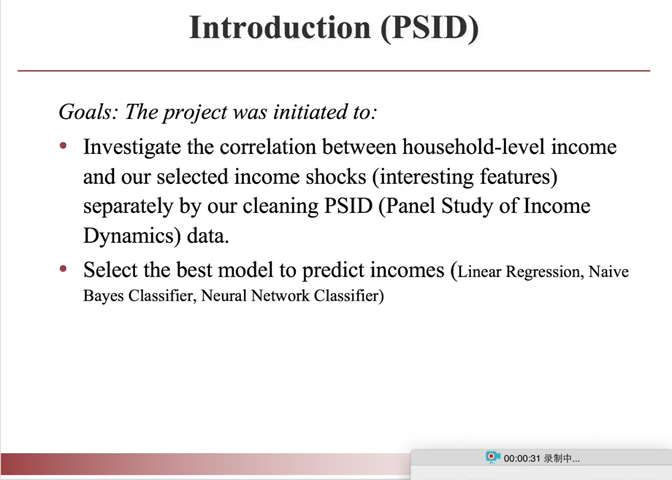 Introduction (PSID)
Goals: The project was initiated to:
• Investigate the correlation between household-level income
and our selected income shocks (interesting features)
separately by our cleaning PSID (Panel Study of Income
Dynamics) data.
• Select the best model to predict incomes (Linear Regression, Naive
Bayes Classifier, Neural Network Classifier)
00:00:31 录制中...